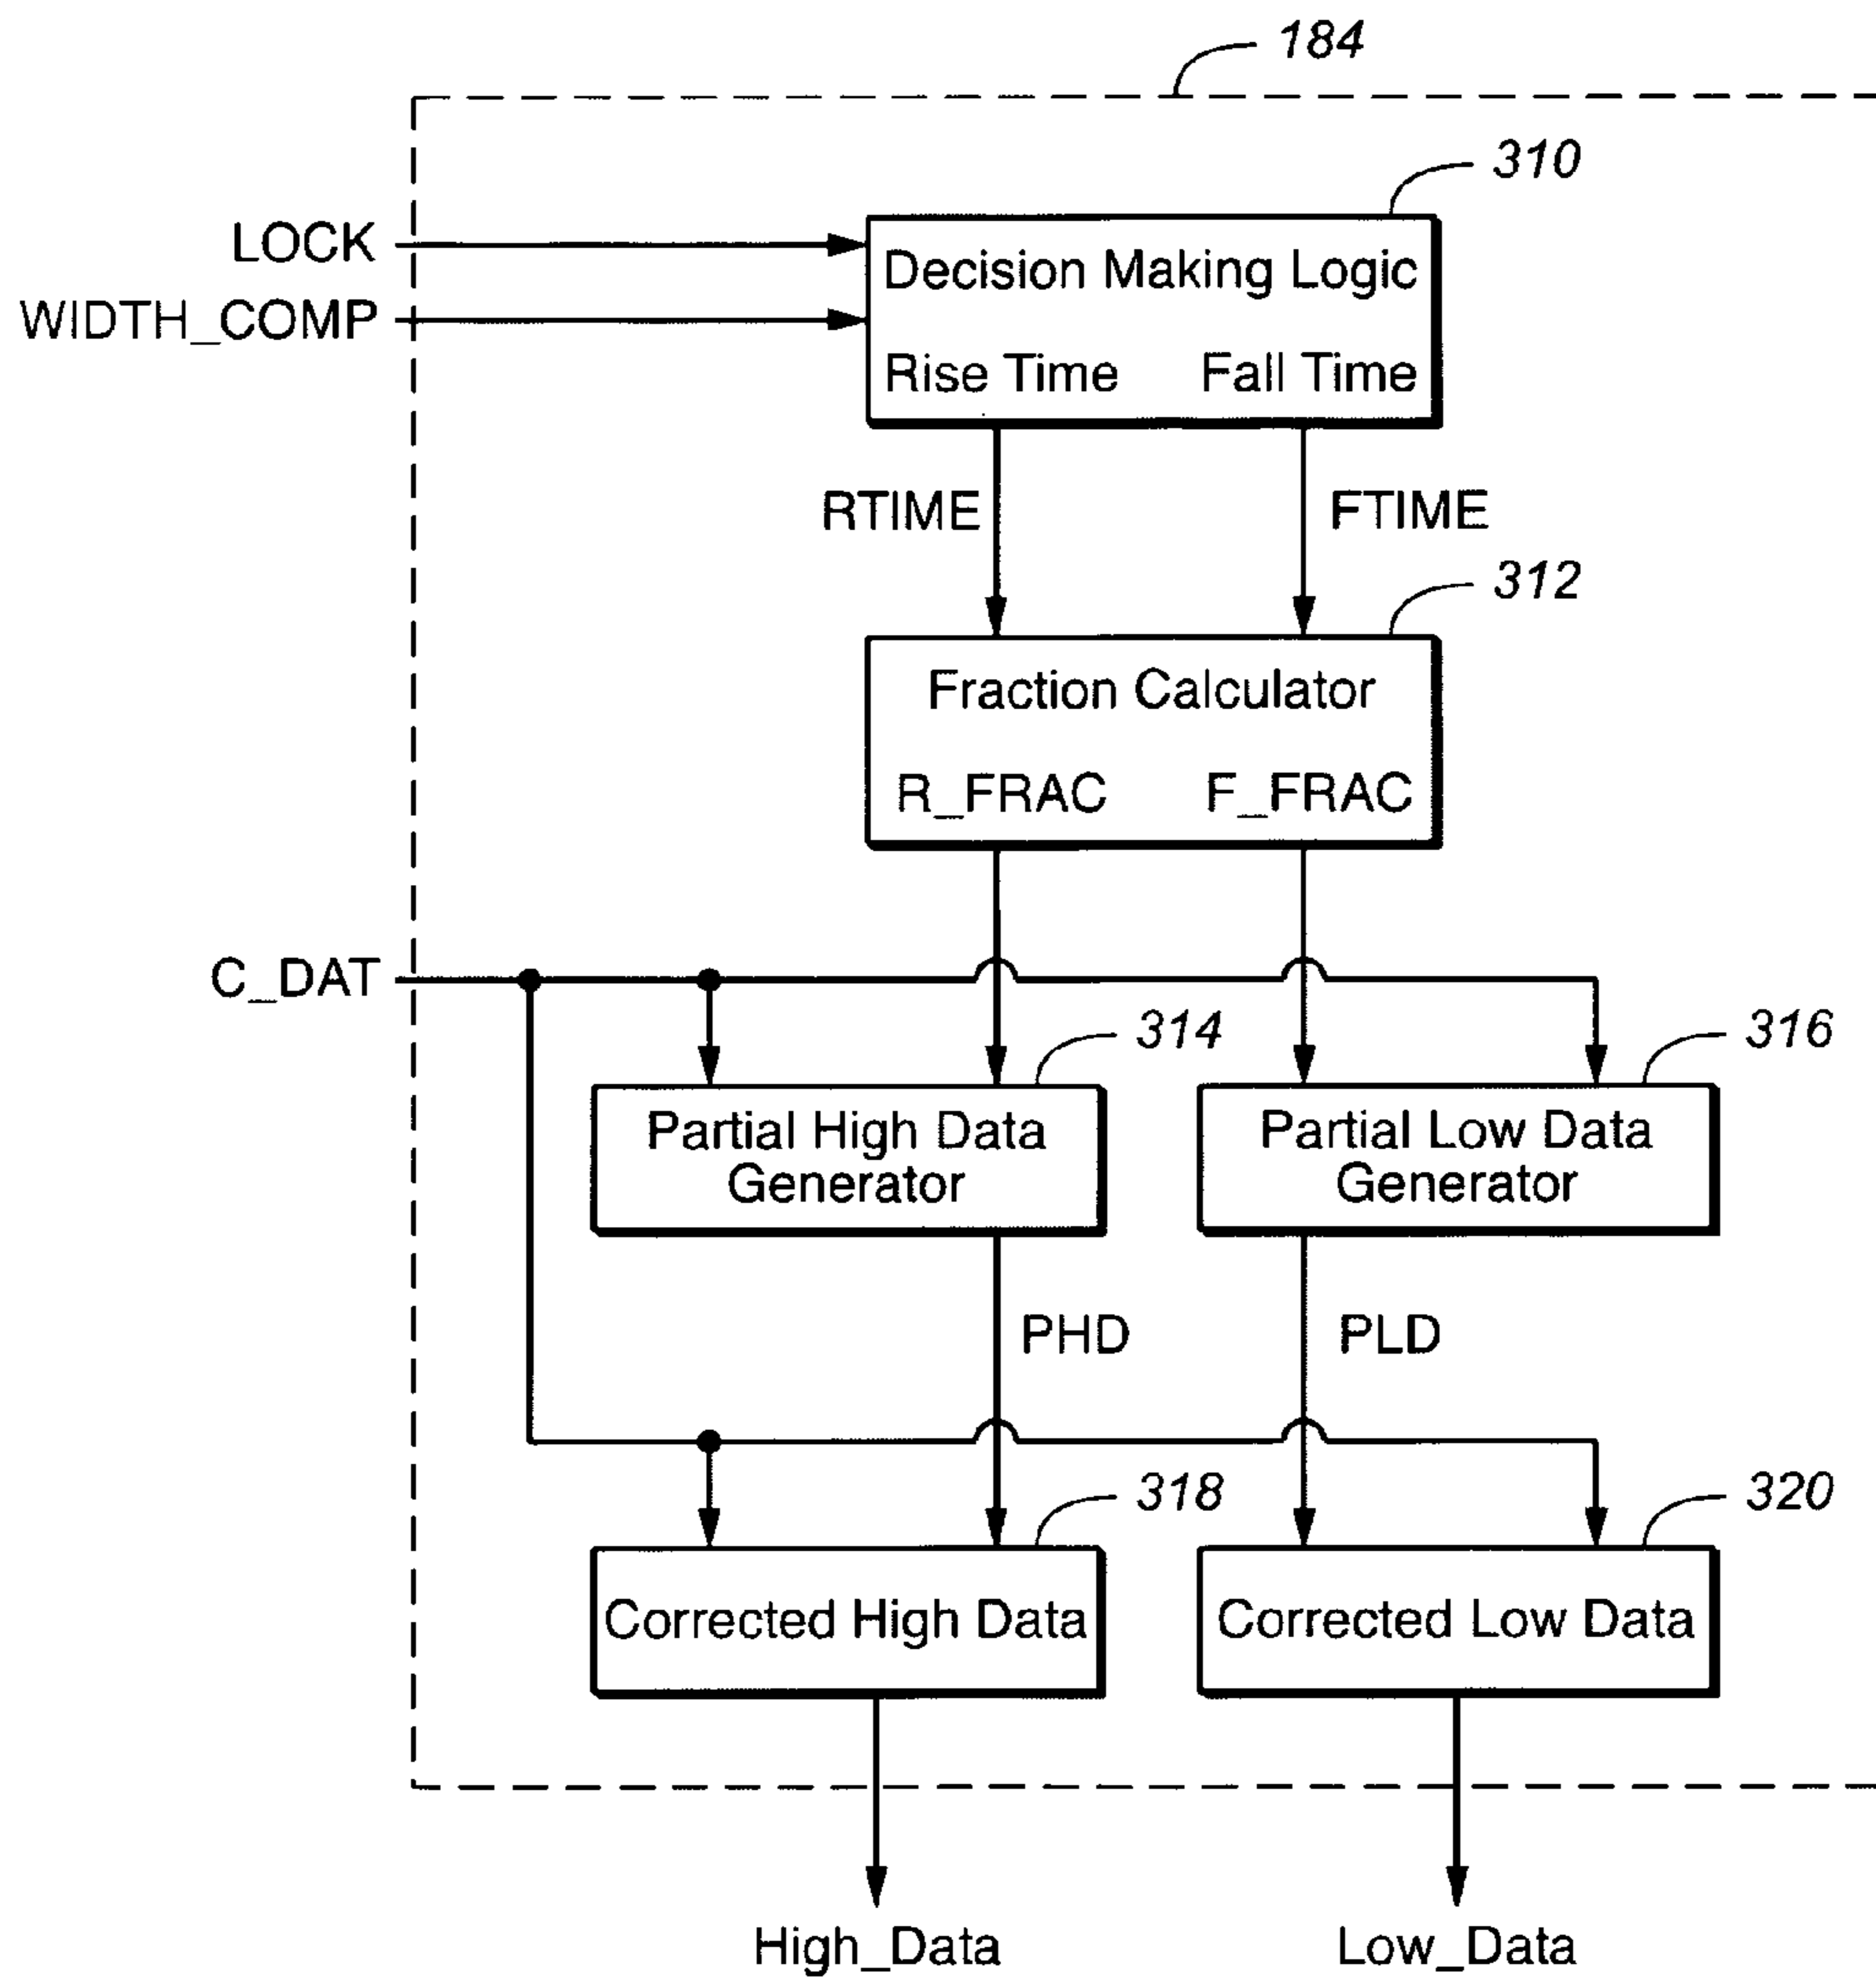 184
310
LOCK
WIDTH_COMP
Decision Making Logic
Rise Time Fall Time
RTIME FTIME
312
Fraction Calculator
R_FRAC F_FRAC
C_DAT
314 316
Partial High Data
Generator
Partial Low Data
Generator
PHD PLD
318 320
Corrected High Data
Corrected Low Data
High_Data Low_Data